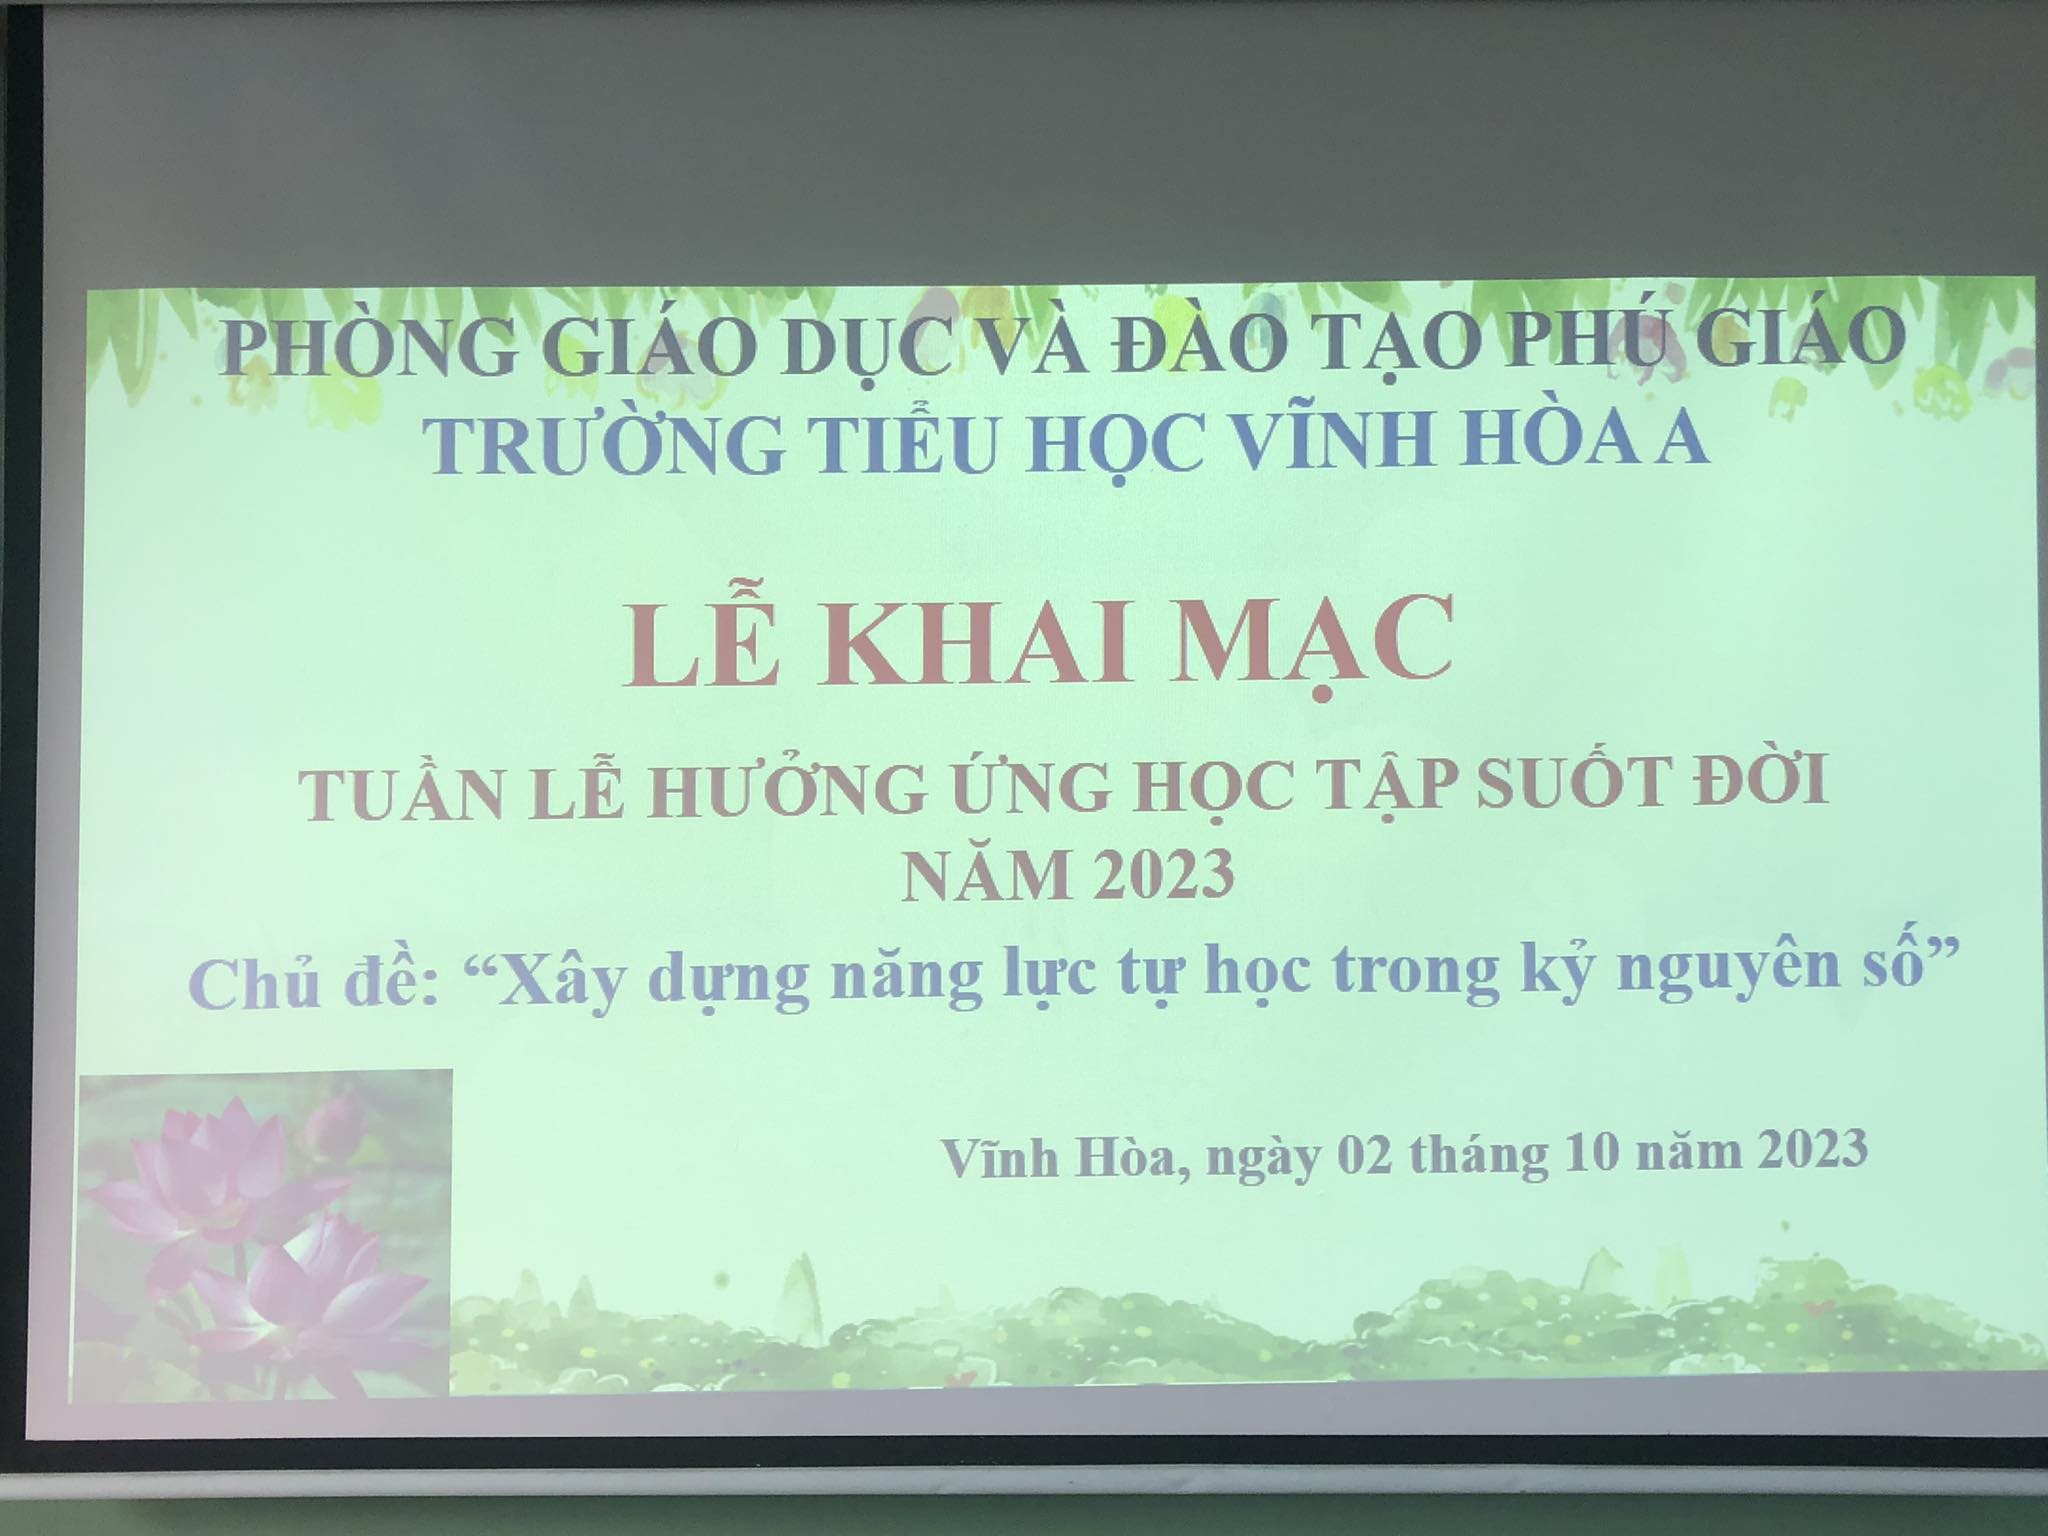 PHÒNG GIÁO DỤC VÀ ĐÀO TẠO PHÚ GIÁO
TRƯỜNG TIỂU HỌC VĨNH HÒA A
LỄ KHAI MẠC
TUẦN LỄ HƯỞNG ỨNG HỌC TẬP SUỐT ĐỜI
NĂM 2023
Chủ đề: “Xây dựng năng lực tự học trong kỷ nguyên số”
Vĩnh Hòa, ngày 02 tháng 10 năm 2023